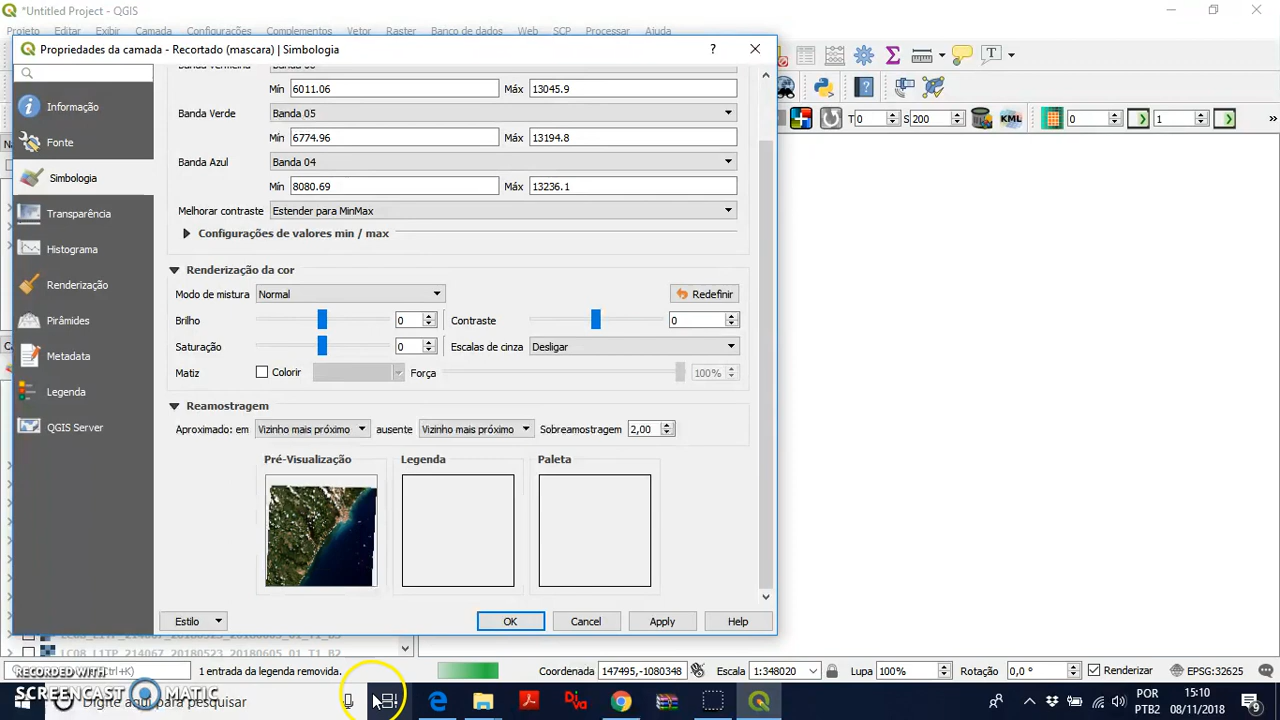 *Untitled Project - QGIS
Projeto Editar Exibir Camada Configurações Complementos Vetor Raster Banco de dados Web SCP Processar Ajuda
Propriedades da camada - Recortado (mascara) | Simbologia
Mín 6011.06 Máx 13045.9
Banda Verde Banda 05
Mín 6774.96 Máx 13194.8
Banda Azul Banda 04
Mín 8080.69 Máx 13236.1
Melhorar contraste Estender para MinMax
Configurações de valores min / max
Renderização da cor
Modo de mistura Normal Redefinir
Brilho 0 Contraste 0
Saturação 0 Escalas de cinza Desligar
Matiz Colorir Força 100%
Reamostragem
Aproximado: em Vizinho mais próximo ausente Vizinho mais próximo Sobreamostragem 2,00
Pré-Visualização Legenda Paleta
Informação
Fonte
Simbologia
Transparência
Histograma
Renderização
Pirâmides
Metadata
Legenda
QGIS Server
Estilo OK Cancel Apply Help
T 0 S 200 KML 0 1
1 entrada da legenda removida. Coordenada 147495,-1080348 Escala 1:348020 Lupa 100% Rotação 0.0 ° Renderizar EPSG:32625
RECORDED WITH
SCREENCAST MATIC
Digite aqui para pesquisar
POR
PTB2
15:10
08/11/2018
9